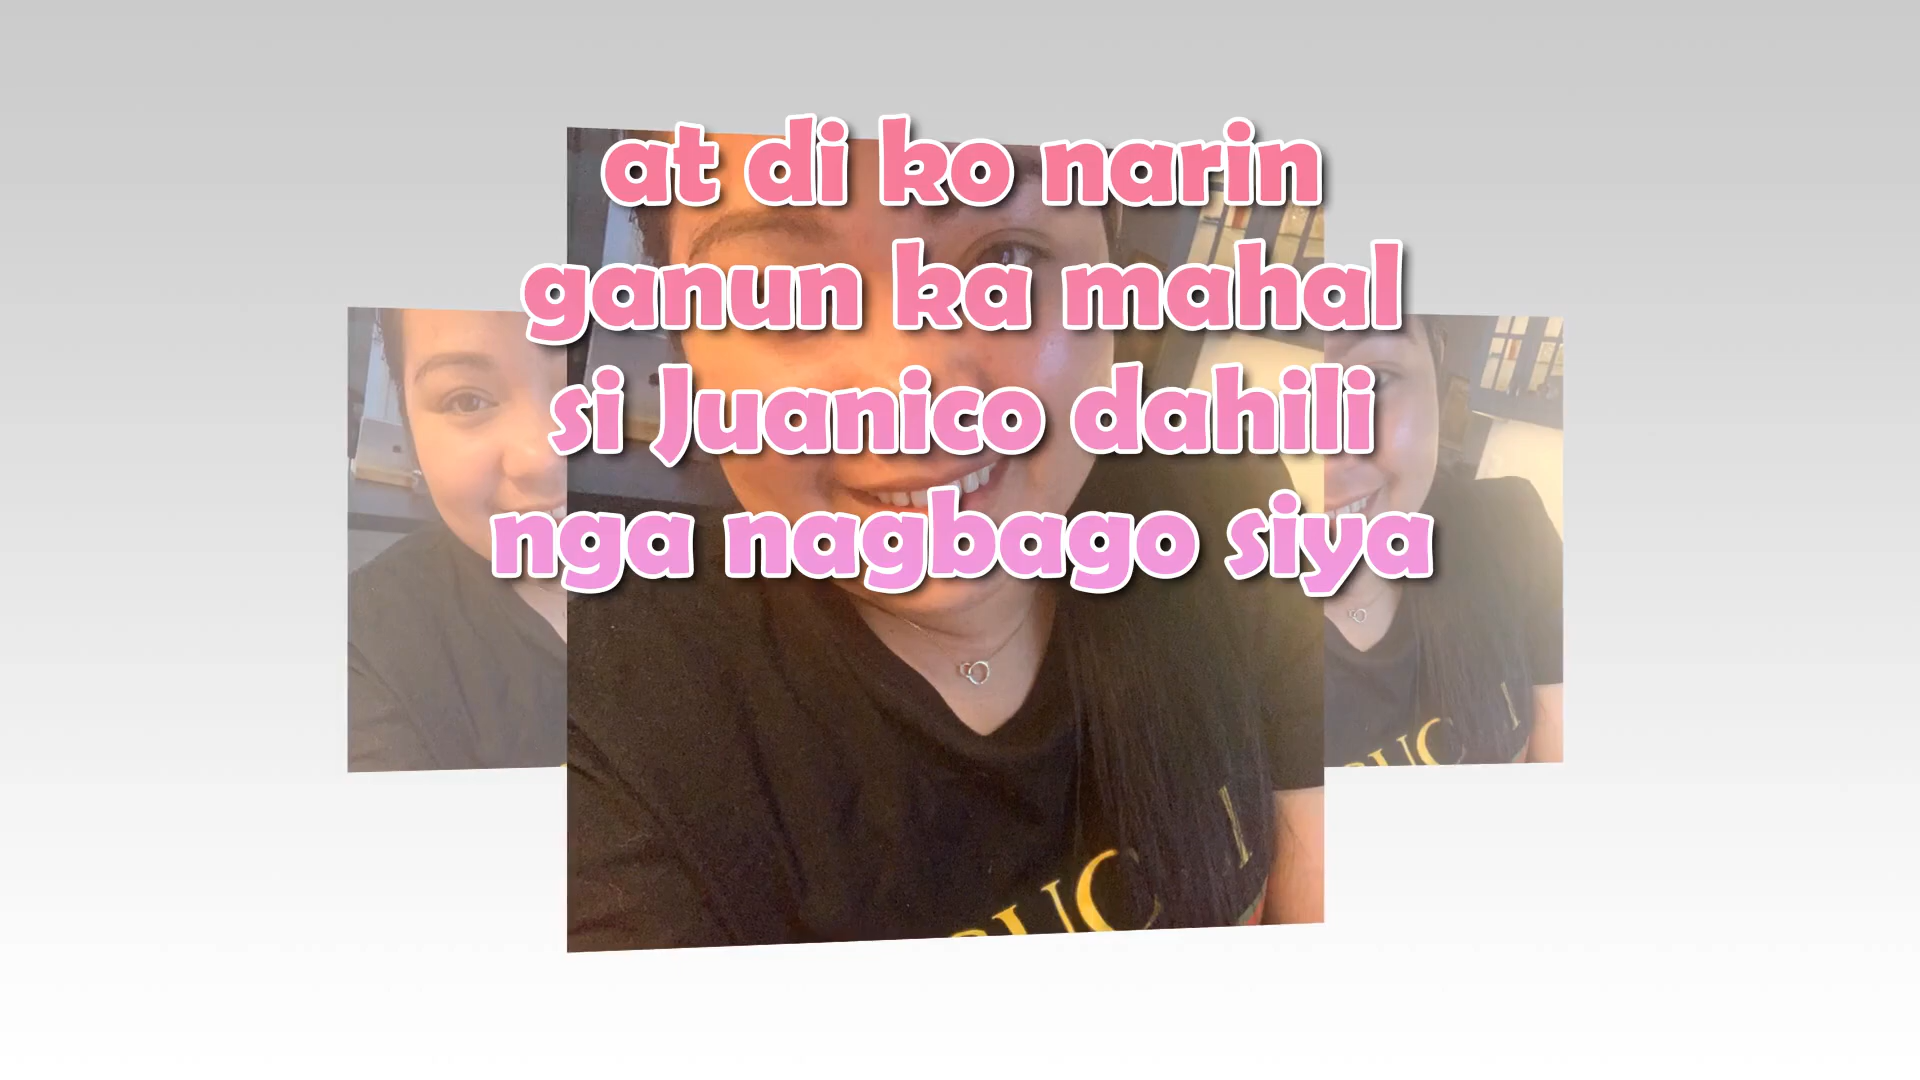 at di ko narin
ganun ka mahal
si Juanico dahili
nga nagbago siya